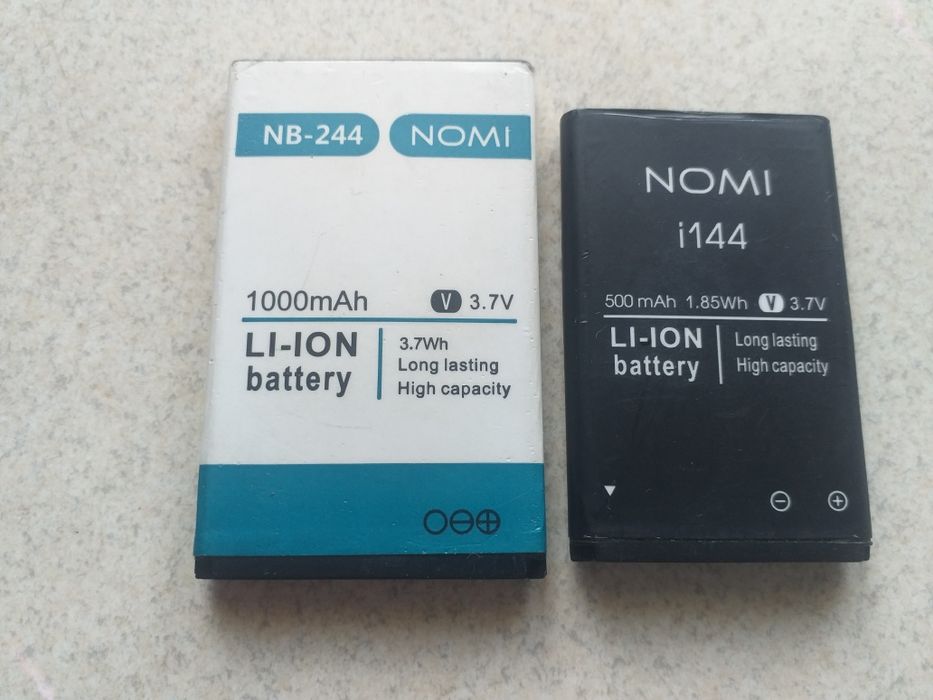 NB-244 NOMI
1000mAh V 3.7V
LI-ION battery
3.7Wh
Long lasting
High capacity
NOMI
i144
500 mAh 1.85Wh V 3.7V
LI-ION battery
Long lasting
High capacity